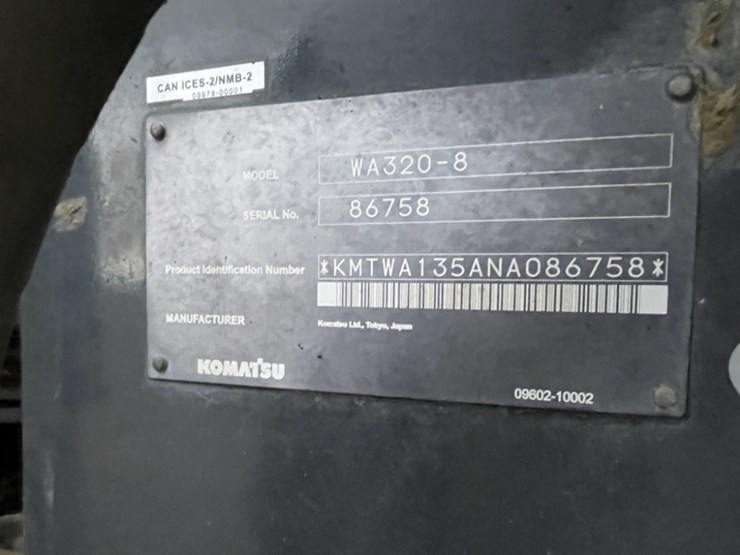 CAN ICES-2/NMB-2
09879-00001
MODEL WA320-8
SERIAL No. 86758
Product Identification Number *KMTWA135ANA086758*
MANUFACTURER Komatsu Ltd., Tokyo, Japan
KOMATSU
09602-10002